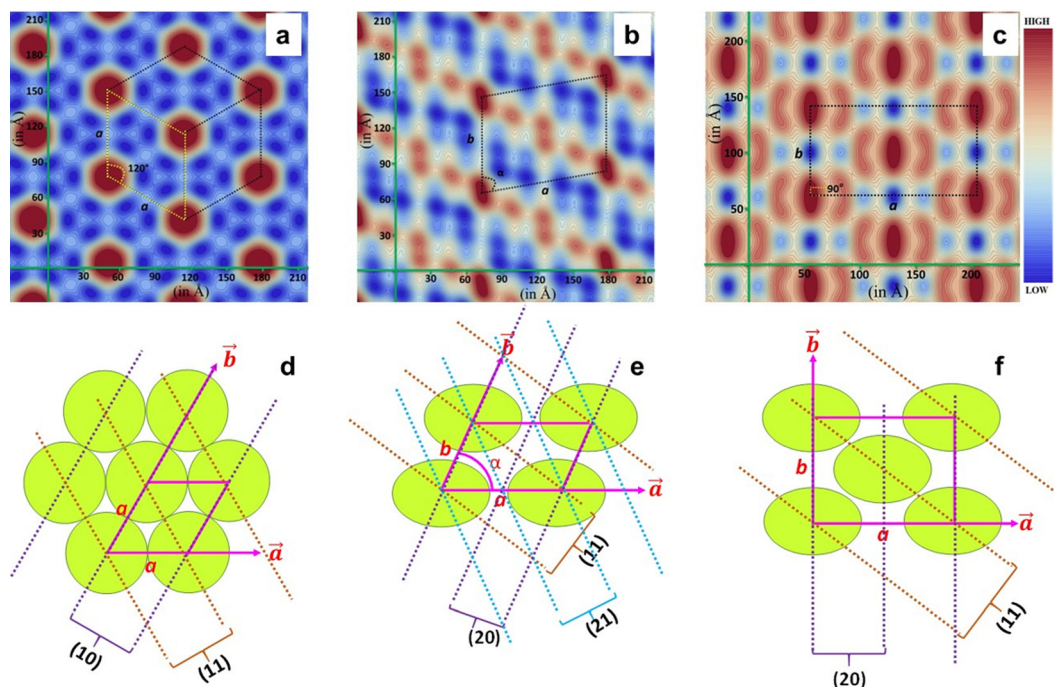 a
210
180
150
120
90
60
30
(in Å)
a
120°
a
30 60 90 120 150 180 210
(in Å)
b
210
180
150
120
90
60
30
(in Å)
b
α
a
30 60 90 120 150 180 210
(in Å)
c
200
150
100
50
(in Å)
b
90°
a
50 100 150 200
(in Å)
HIGH
LOW
d
b
a
a
a
(10)
(11)
e
b
b
α
a
a
(11)
(20)
(21)
f
b
b
a
a
(11)
(20)